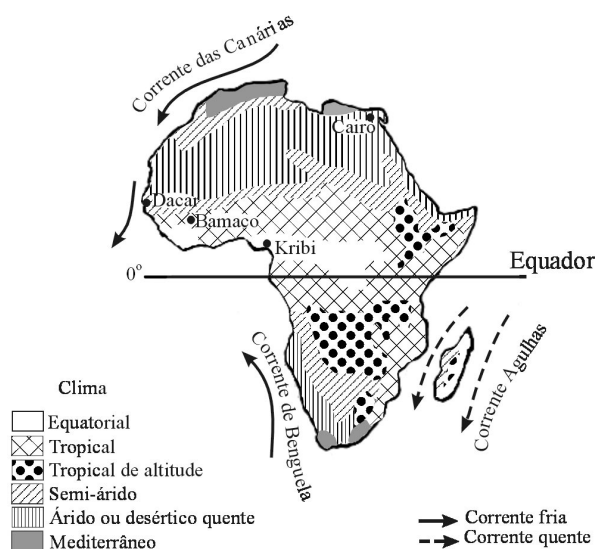 Corrente das Canárias
Cairo
Dacar
Bamaco
Kribi
0º
Equador
Corrente de Benguela
Corrente Agulhas
Clima
Equatorial
Tropical
Tropical de altitude
Semi-árido
Árido ou desértico quente
Mediterrâneo
Corrente fria
Corrente quente